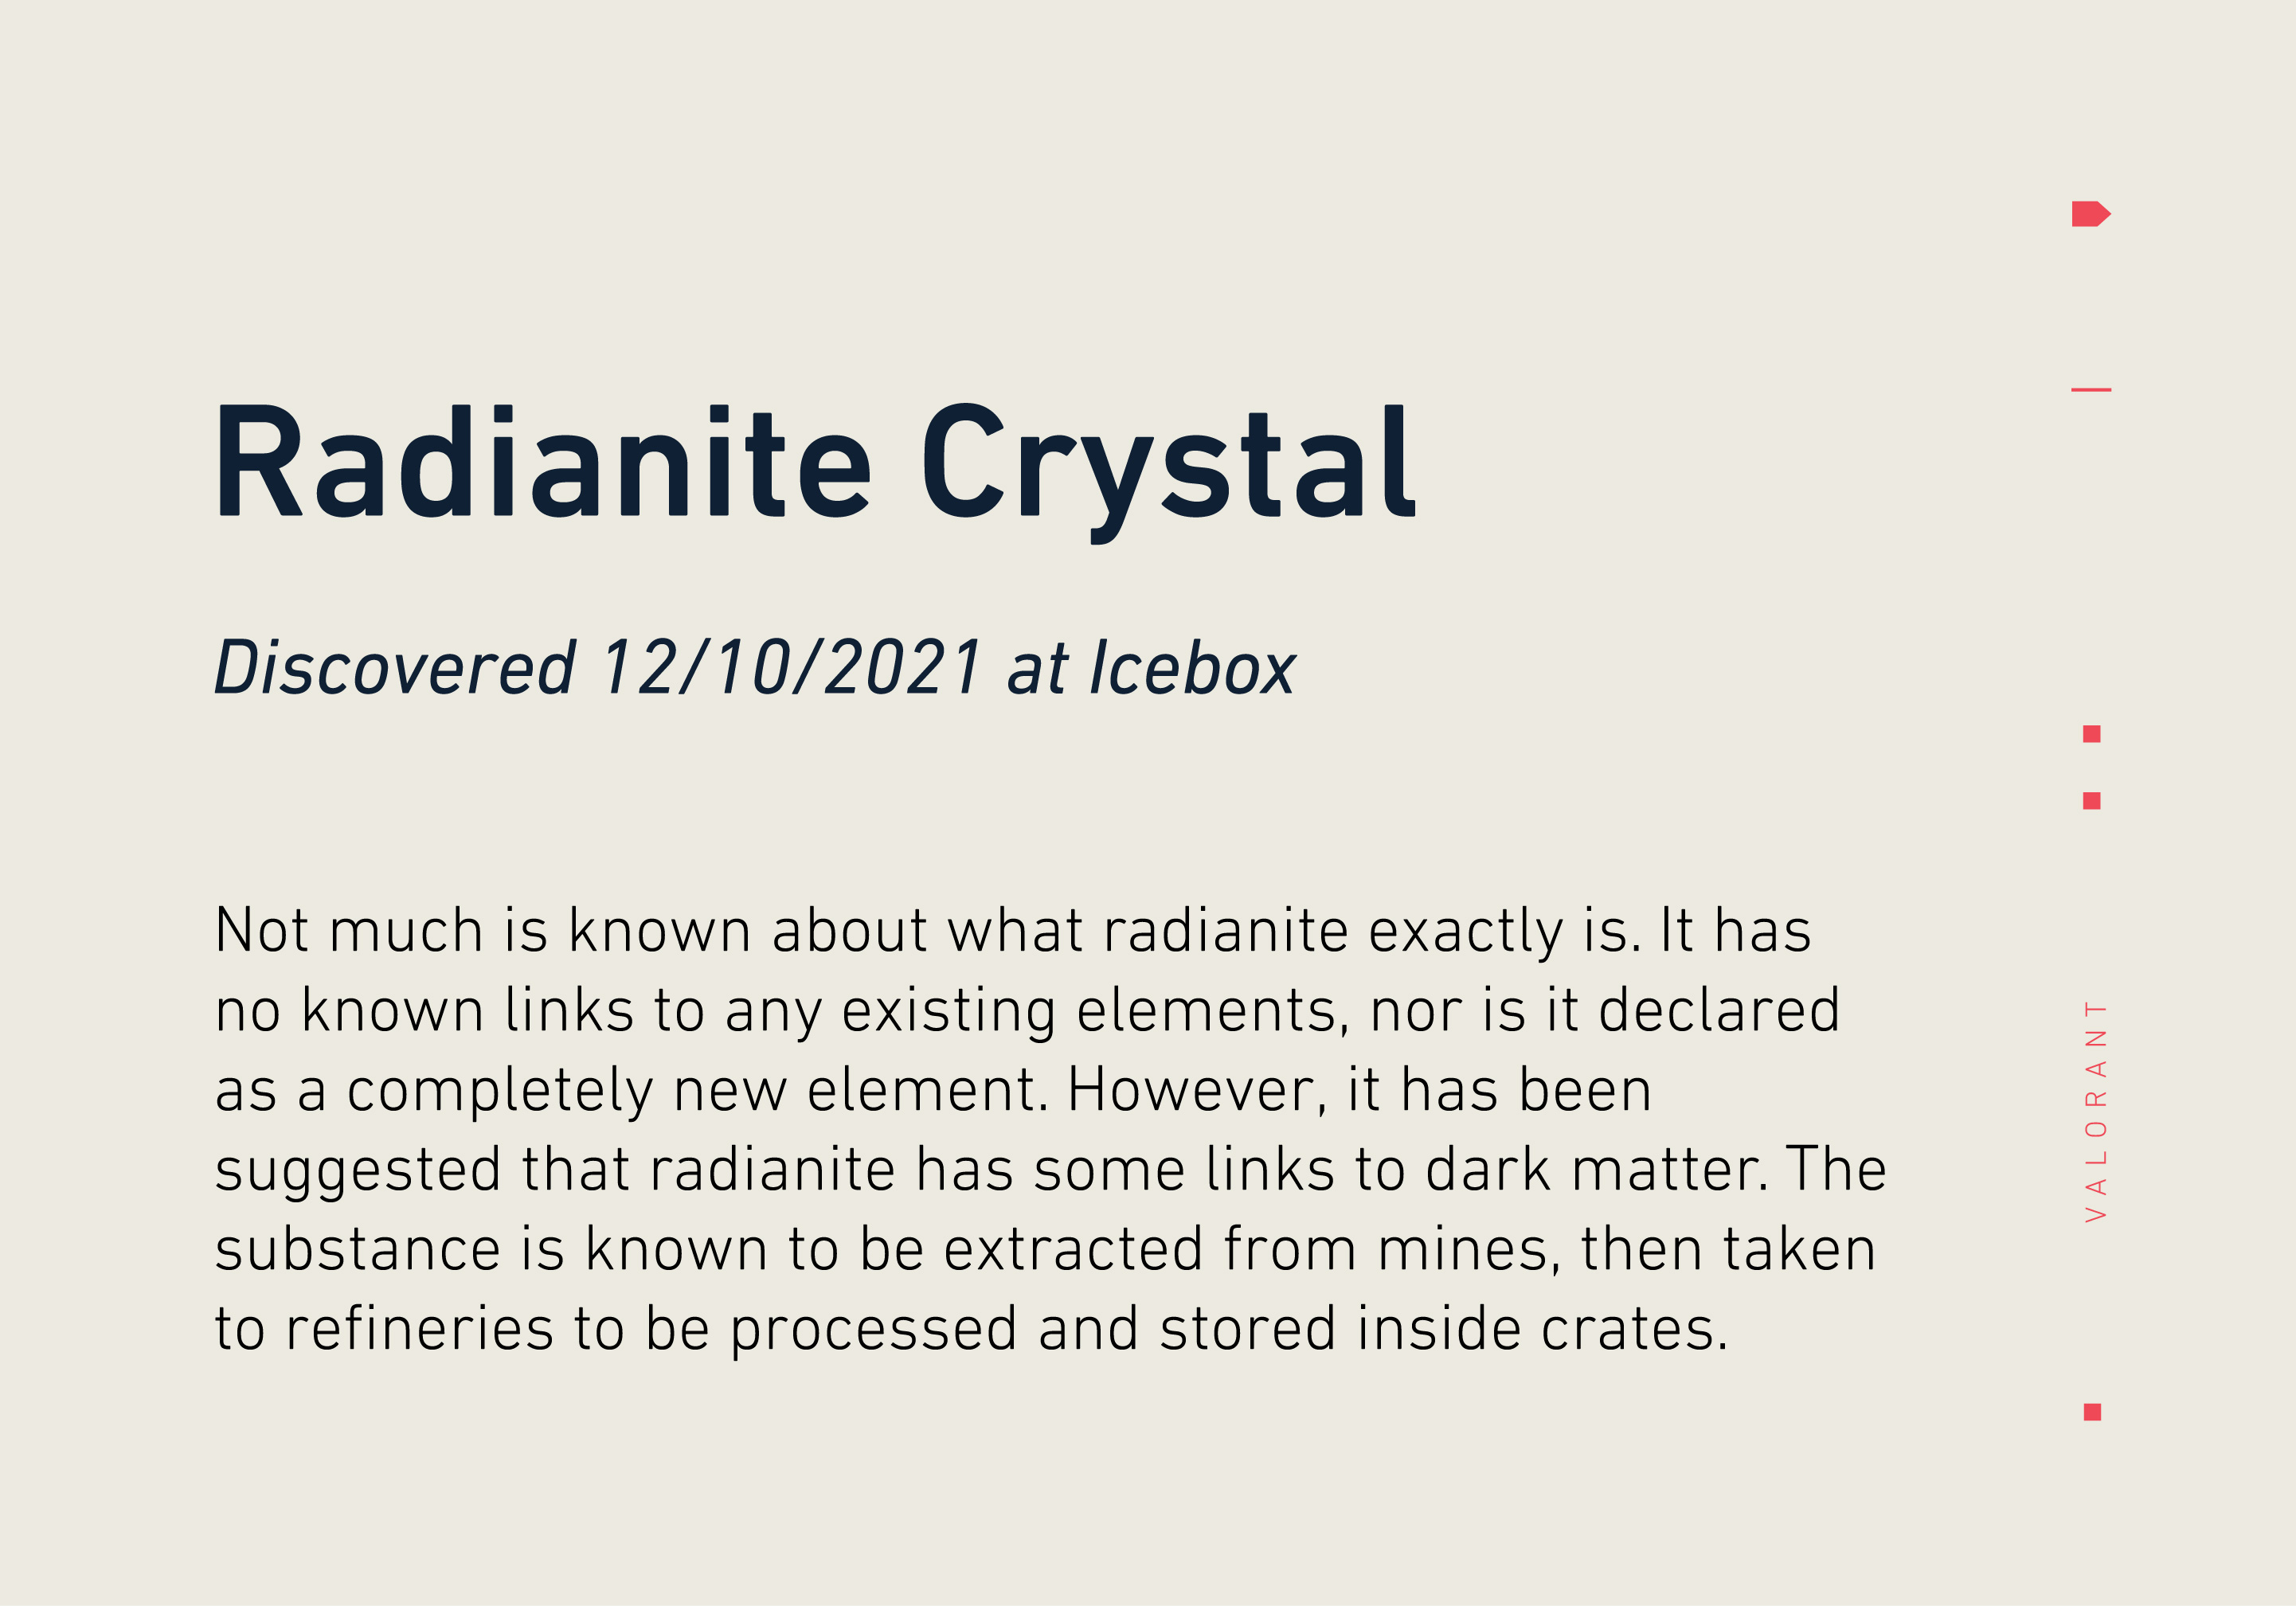 Radianite Crystal
Discovered 12/10/2021 at Icebox
Not much is known about what radianite exactly is. It has
no known links to any existing elements, nor is it declared
as a completely new element. However, it has been
suggested that radianite has some links to dark matter. The
substance is known to be extracted from mines, then taken
to refineries to be processed and stored inside crates.
VALORANT